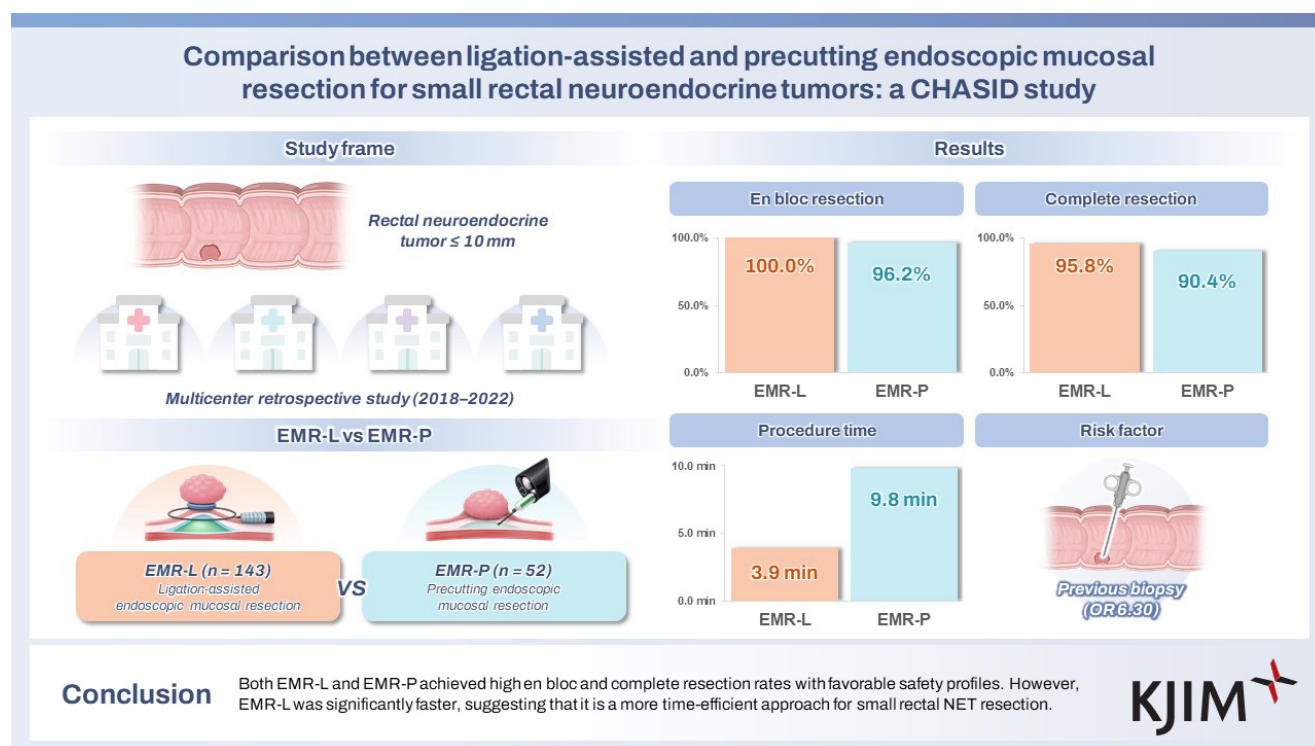 Comparison between ligation-assisted and precutting endoscopic mucosal
resection for small rectal neuroendocrine tumors: a CHASID study
Study frame
Rectal neuroendocrine
tumor ≤ 10 mm
Multicenter retrospective study (2018–2022)
EMR-L vs EMR-P
EMR-L (n = 143)
Ligation-assisted
endoscopic mucosal resection
VS
EMR-P (n = 52)
Precutting endoscopic
mucosal resection
Results
En bloc resection
100.0%
50.0%
0.0%
100.0%
96.2%
EMR-L
EMR-P
Complete resection
100.0%
50.0%
0.0%
95.8%
90.4%
EMR-L
EMR-P
Procedure time
10.0 min
5.0 min
0.0 min
3.9 min
9.8 min
EMR-L
EMR-P
Risk factor
Previous biopsy
(OR 6.30)
Conclusion
Both EMR-L and EMR-P achieved high en bloc and complete resection rates with favorable safety profiles. However,
EMR-L was significantly faster, suggesting that it is a more time-efficient approach for small rectal NET resection.
KJIM